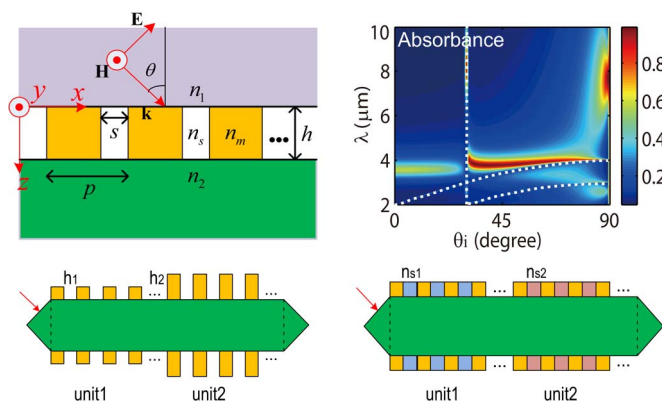 E
H
θ
n1
y
x
k
s
ns
nm
...
h
z
p
n2
Absorbance
10
8
6
4
2
λ (μm)
0
45
90
θi (degree)
0.8
0.6
0.4
0.2
h1
h2
...
...
unit1
unit2
ns1
ns2
...
...
unit1
unit2